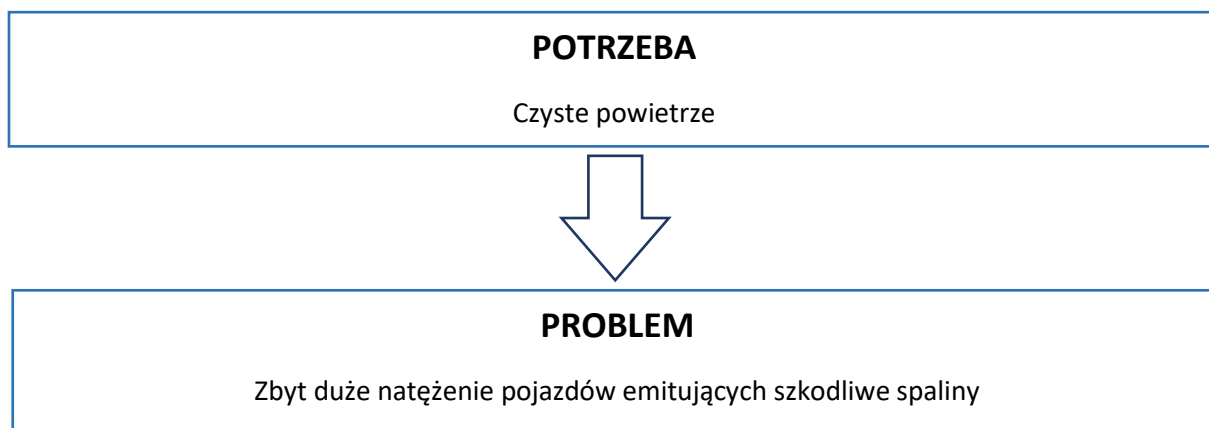 POTRZEBA
Czyste powietrze
PROBLEM
Zbyt duże natężenie pojazdów emitujących szkodliwe spaliny